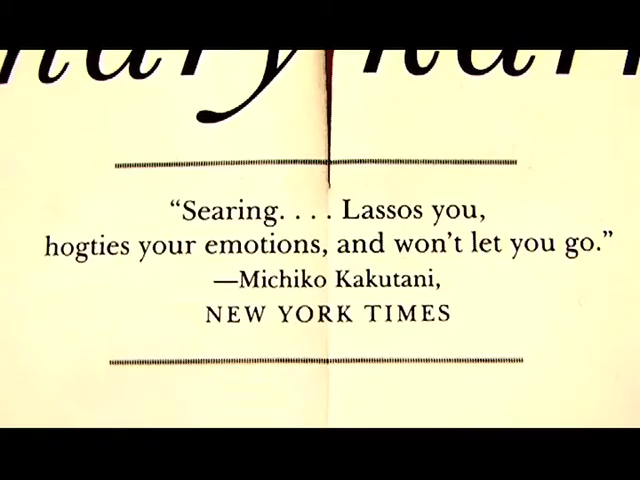 “Searing. . . . Lassos you,
hogties your emotions, and won’t let you go.”
—Michiko Kakutani,
NEW YORK TIMES